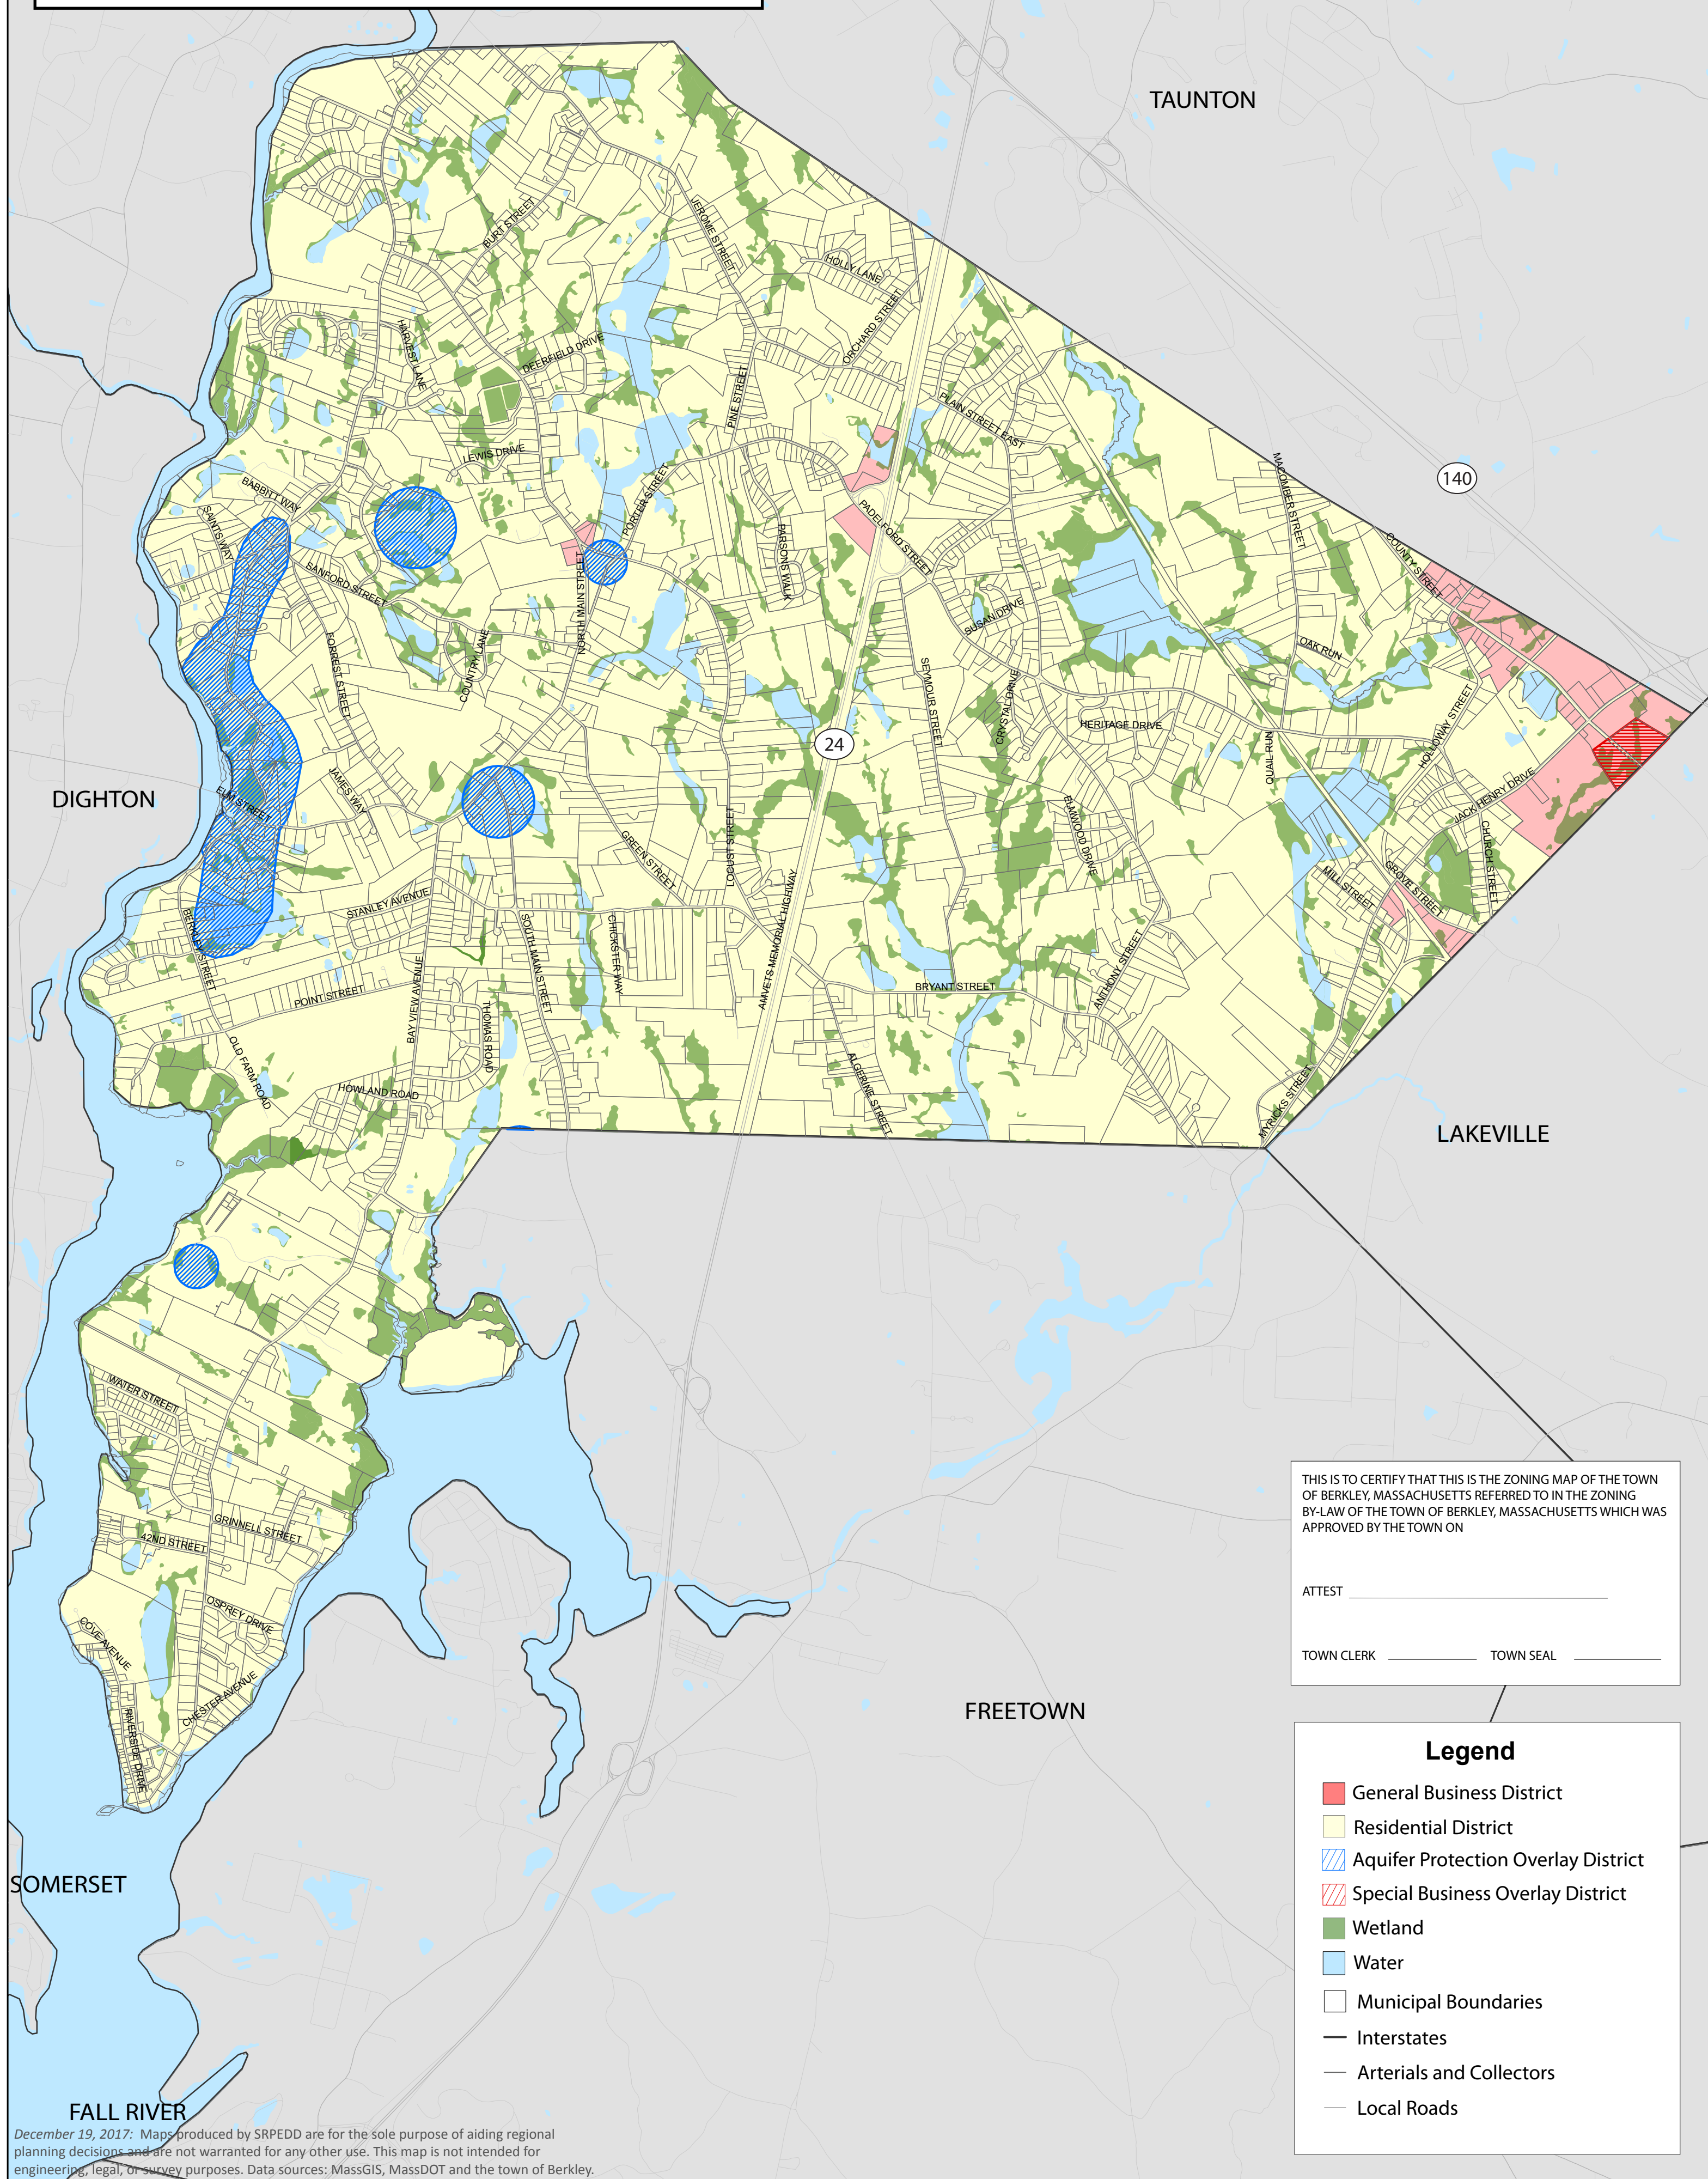 TAUNTON
BURT STREET
JEROME STREET
HOLLY LANE
ORCHARD STREET
HARVEST LANE
DEERFIELD DRIVE
PINE STREET
PLAIN STREET EAST
LEWIS DRIVE
MACOMBER STREET
140
BABBITT WAY
SAINTS WAY
PORTER STREET
PADELFORD STREET
PARSONS WALK
COUNTY STREET
SANFORD STREET
NORTH MAIN STREET
SUSAN DRIVE
OAK RUN
FORREST STREET
COUNTRY LANE
SEYMOUR STREET
CRYSTAL DRIVE
HERITAGE DRIVE
HOLLOWAY STREET
24
QUAIL RUN
DIGHTON
ELM STREET
JAMES WAY
JACK HENRY DRIVE
GREEN STREET
LOCUST STREET
ELMWOOD DRIVE
CHURCH STREET
MILL STREET
GROVE STREET
STANLEY AVENUE
BERKLEY STREET
SOUTH MAIN STREET
CHICKSTER WAY
AMVETS MEMORIAL HIGHWAY
ANTHONY STREET
POINT STREET
BAY VIEW AVENUE
BRYANT STREET
THOMAS ROAD
OLD FARM ROAD
HOWLAND ROAD
ALGERINE STREET
MYRICKS STREET
LAKEVILLE
WATER STREET
GRINNELL STREET
42ND STREET
OSPREY DRIVE
COVE AVENUE
CHESTER AVENUE
RIVERSIDE DRIVE
FREETOWN
SOMERSET
FALL RIVER
THIS IS TO CERTIFY THAT THIS IS THE ZONING MAP OF THE TOWN
OF BERKLEY, MASSACHUSETTS REFERRED TO IN THE ZONING
BY-LAW OF THE TOWN OF BERKLEY, MASSACHUSETTS WHICH WAS
APPROVED BY THE TOWN ON
ATTEST
TOWN CLERK TOWN SEAL
Legend
General Business District
Residential District
Aquifer Protection Overlay District
Special Business Overlay District
Wetland
Water
Municipal Boundaries
Interstates
Arterials and Collectors
Local Roads
December 19, 2017: Maps produced by SRPEDD are for the sole purpose of aiding regional
planning decisions and are not warranted for any other use. This map is not intended for
engineering, legal, or survey purposes. Data sources: MassGIS, MassDOT and the town of Berkley.